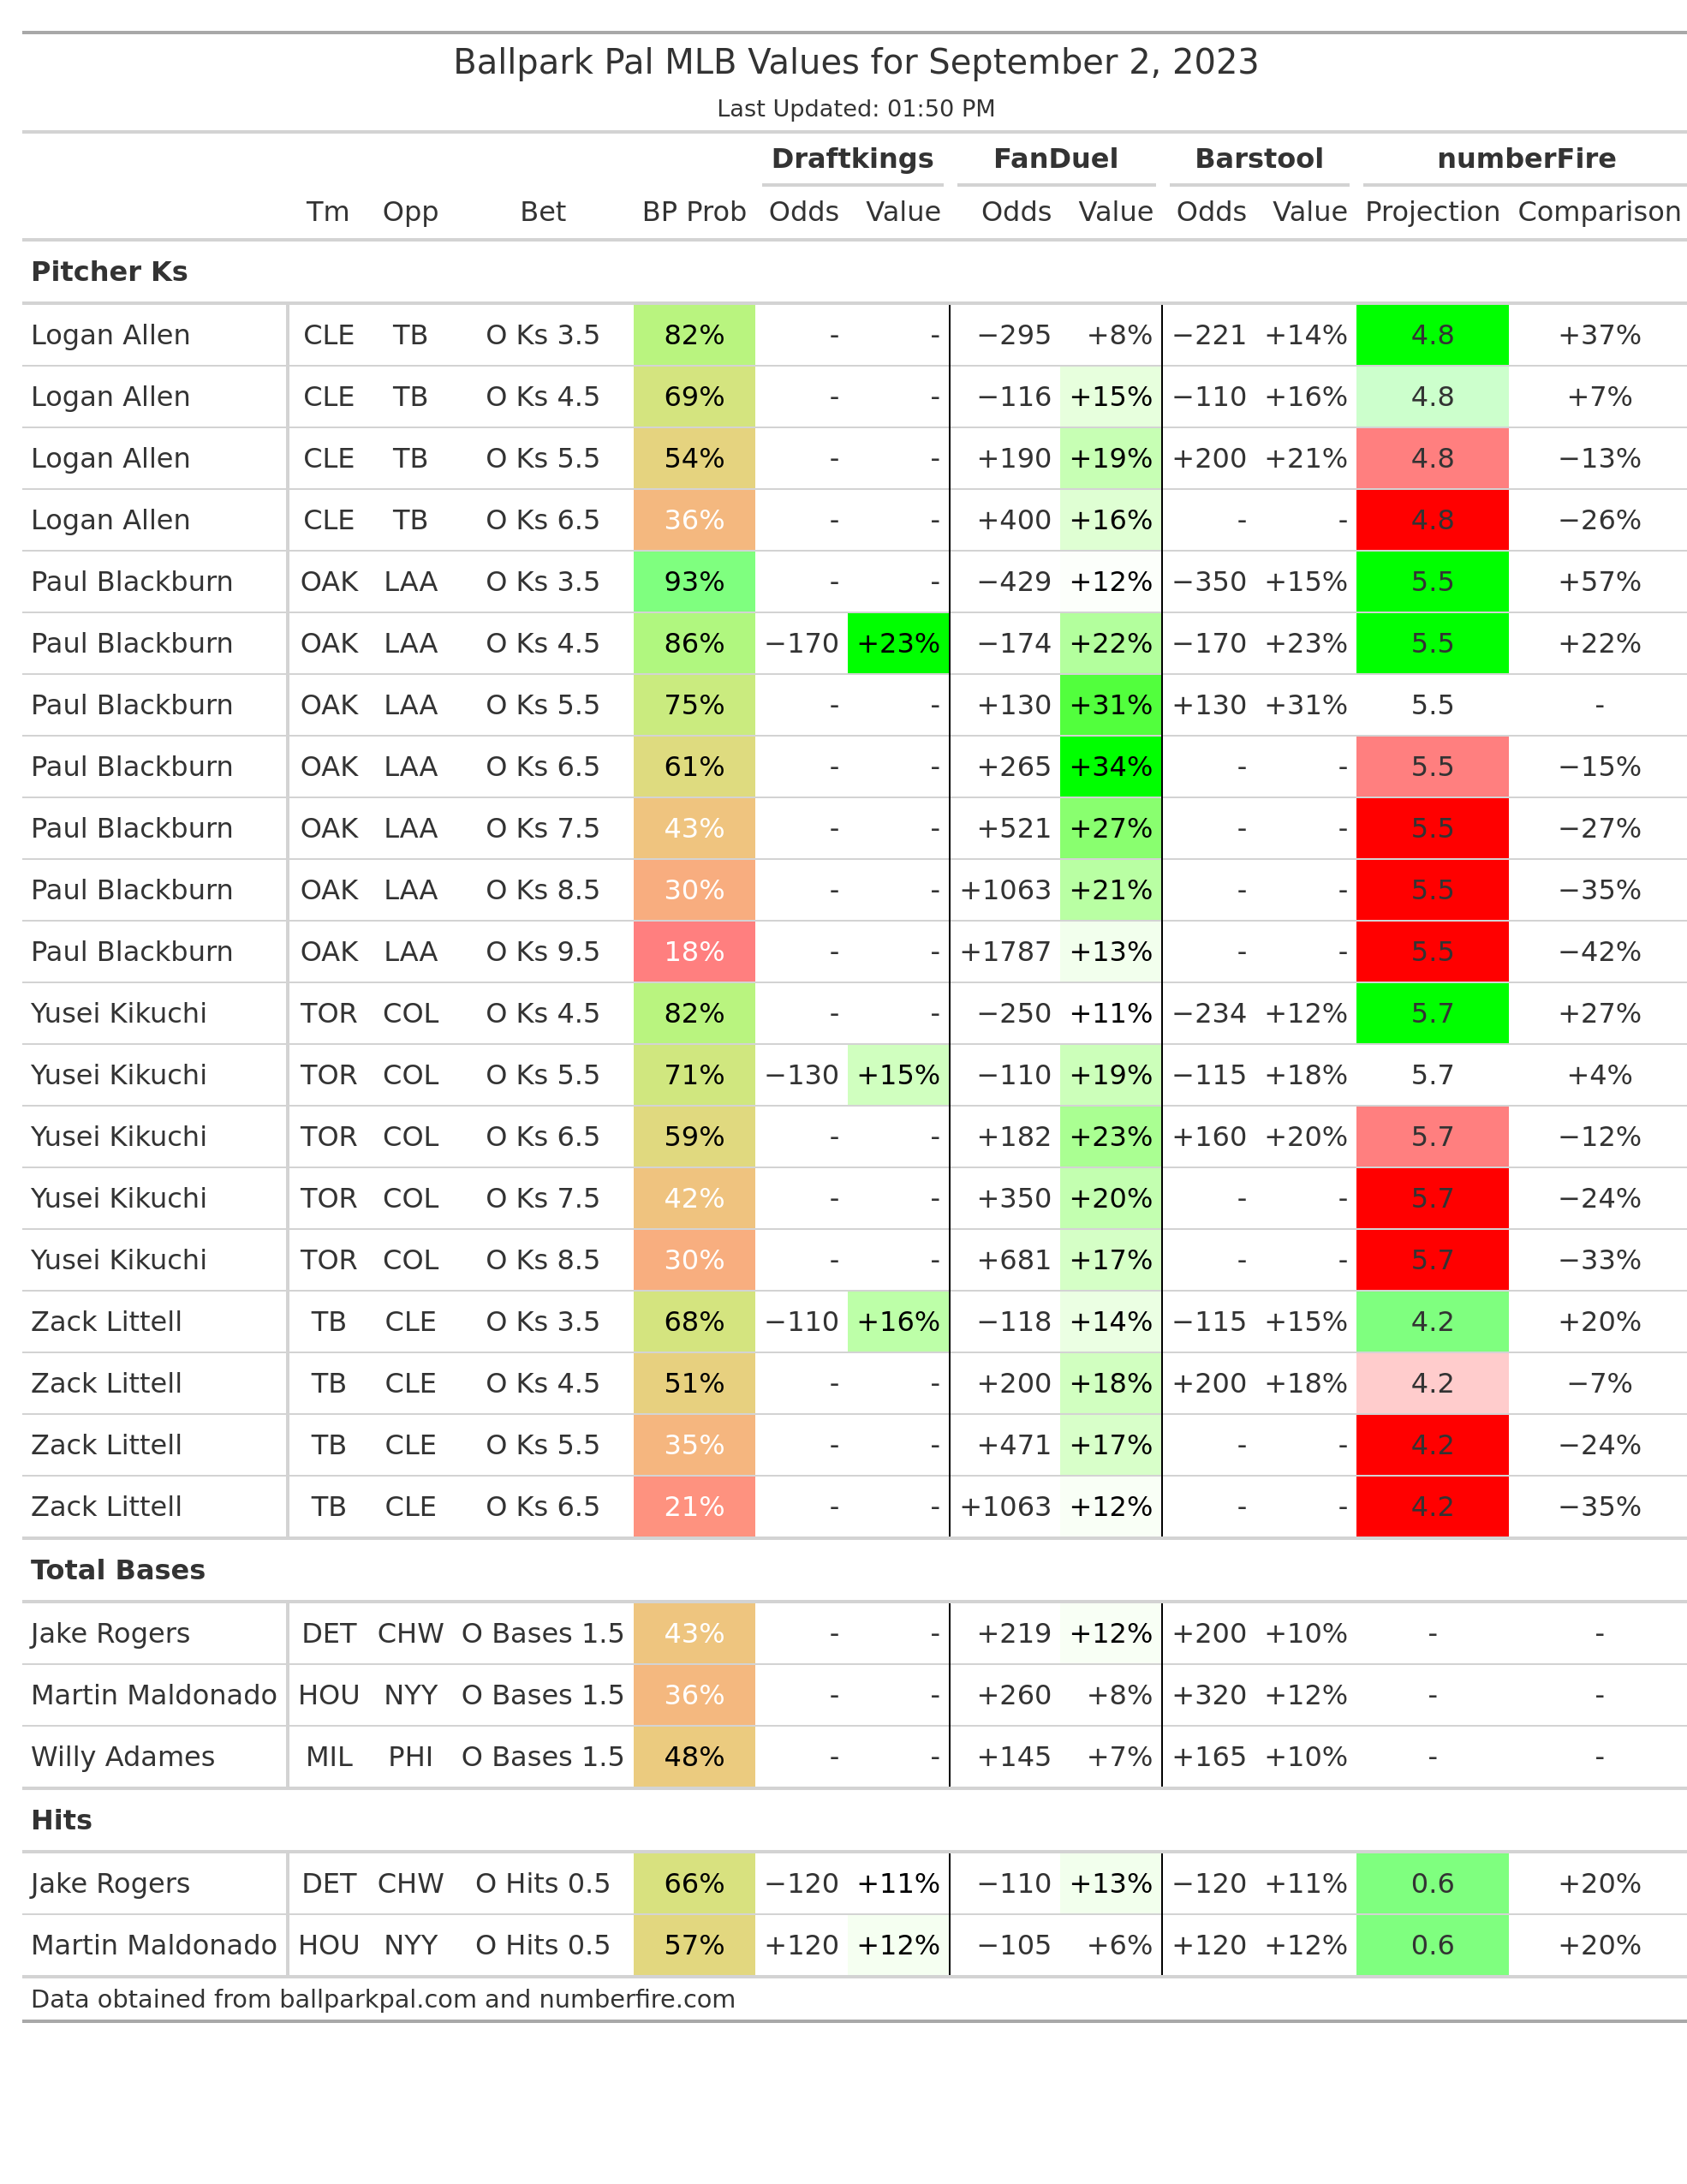 Ballpark Pal MLB Values for September 2, 2023
Last Updated: 01:50 PM
Draftkings FanDuel Barstool numberFire
Tm Opp Bet BP Prob Odds Value Odds Value Odds Value Projection Comparison
Pitcher Ks
Logan Allen CLE TB O Ks 3.5 82% - - −295 +8% −221 +14% 4.8 +37%
Logan Allen CLE TB O Ks 4.5 69% - - −116 +15% −110 +16% 4.8 +7%
Logan Allen CLE TB O Ks 5.5 54% - - +190 +19% +200 +21% 4.8 −13%
Logan Allen CLE TB O Ks 6.5 36% - - +400 +16% - - 4.8 −26%
Paul Blackburn OAK LAA O Ks 3.5 93% - - −429 +12% −350 +15% 5.5 +57%
Paul Blackburn OAK LAA O Ks 4.5 86% −170 +23% −174 +22% −170 +23% 5.5 +22%
Paul Blackburn OAK LAA O Ks 5.5 75% - - +130 +31% +130 +31% 5.5 -
Paul Blackburn OAK LAA O Ks 6.5 61% - - +265 +34% - - 5.5 −15%
Paul Blackburn OAK LAA O Ks 7.5 43% - - +521 +27% - - 5.5 −27%
Paul Blackburn OAK LAA O Ks 8.5 30% - - +1063 +21% - - 5.5 −35%
Paul Blackburn OAK LAA O Ks 9.5 18% - - +1787 +13% - - 5.5 −42%
Yusei Kikuchi TOR COL O Ks 4.5 82% - - −250 +11% −234 +12% 5.7 +27%
Yusei Kikuchi TOR COL O Ks 5.5 71% −130 +15% −110 +19% −115 +18% 5.7 +4%
Yusei Kikuchi TOR COL O Ks 6.5 59% - - +182 +23% +160 +20% 5.7 −12%
Yusei Kikuchi TOR COL O Ks 7.5 42% - - +350 +20% - - 5.7 −24%
Yusei Kikuchi TOR COL O Ks 8.5 30% - - +681 +17% - - 5.7 −33%
Zack Littell TB CLE O Ks 3.5 68% −110 +16% −118 +14% −115 +15% 4.2 +20%
Zack Littell TB CLE O Ks 4.5 51% - - +200 +18% +200 +18% 4.2 −7%
Zack Littell TB CLE O Ks 5.5 35% - - +471 +17% - - 4.2 −24%
Zack Littell TB CLE O Ks 6.5 21% - - +1063 +12% - - 4.2 −35%
Total Bases
Jake Rogers DET CHW O Bases 1.5 43% - - +219 +12% +200 +10% - -
Martin Maldonado HOU NYY O Bases 1.5 36% - - +260 +8% +320 +12% - -
Willy Adames MIL PHI O Bases 1.5 48% - - +145 +7% +165 +10% - -
Hits
Jake Rogers DET CHW O Hits 0.5 66% −120 +11% −110 +13% −120 +11% 0.6 +20%
Martin Maldonado HOU NYY O Hits 0.5 57% +120 +12% −105 +6% +120 +12% 0.6 +20%
Data obtained from ballparkpal.com and numberfire.com